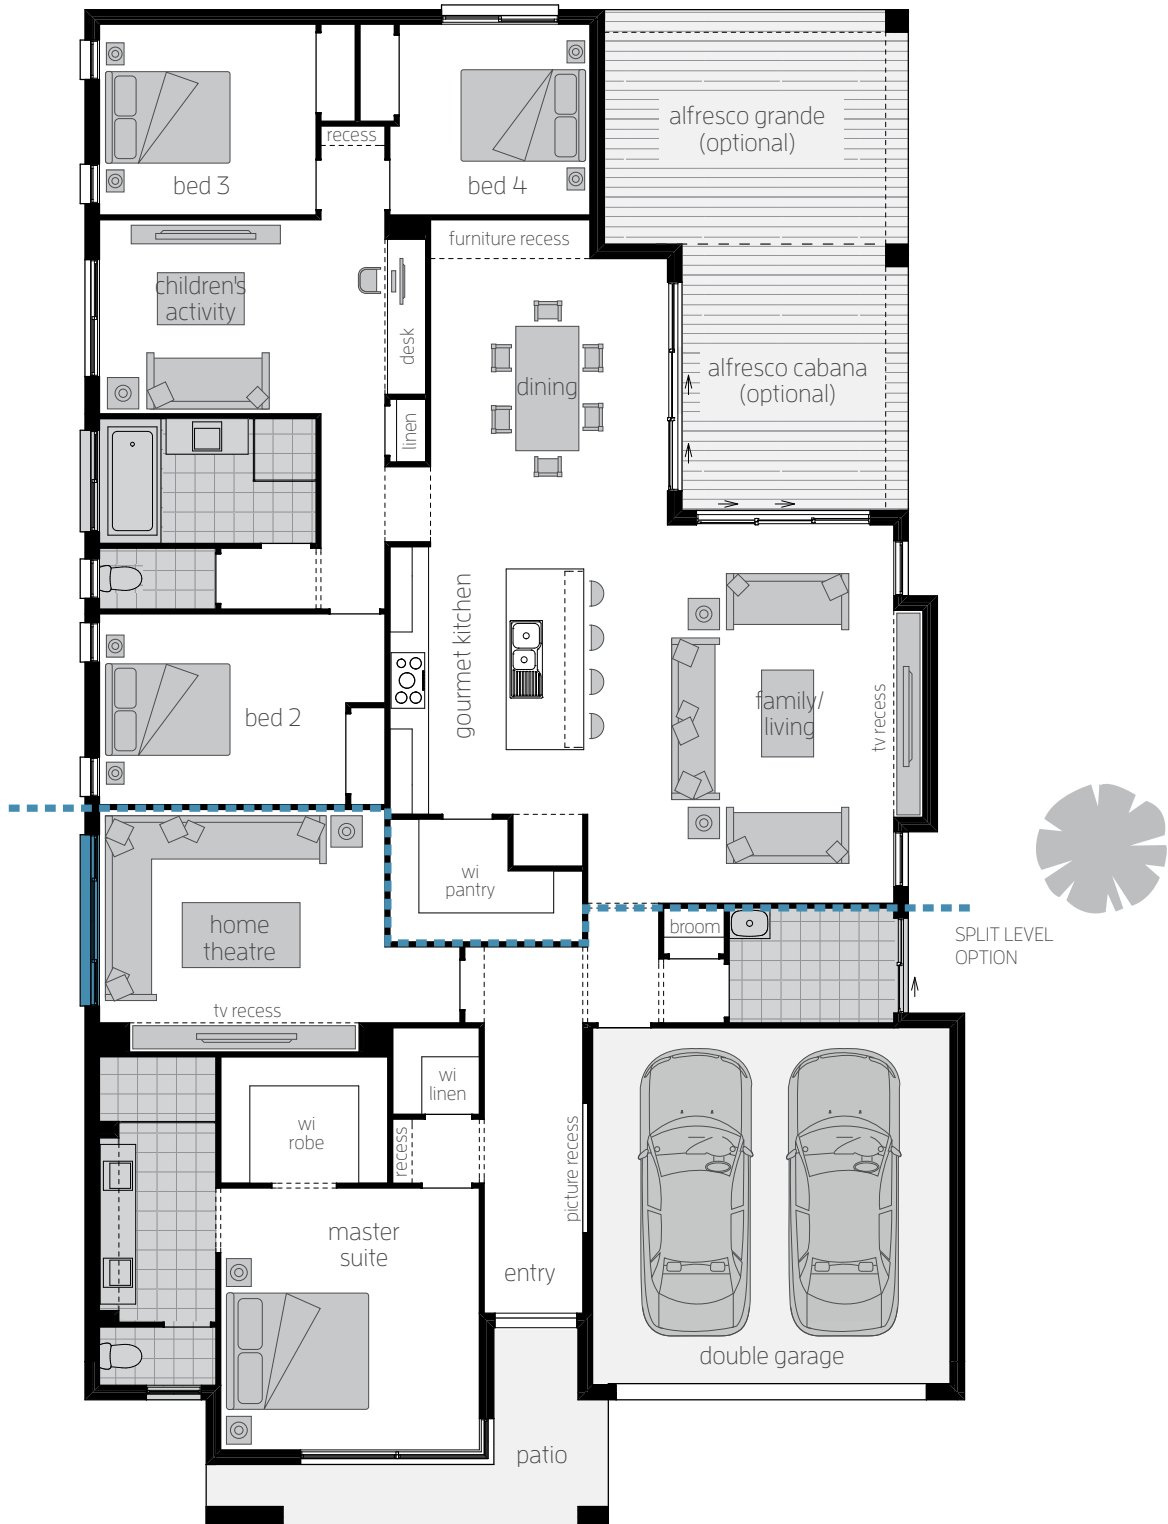 alfresco grande
(optional)
recess
bed 3
bed 4
furniture recess
children's
activity
desk
dining
alfresco cabana
(optional)
linen
gourmet kitchen
family/
living
tv recess
bed 2
wi
pantry
home
theatre
broom
SPLIT LEVEL
OPTION
tv recess
wi
linen
wi
robe
recess
picture recess
master
suite
entry
double garage
patio